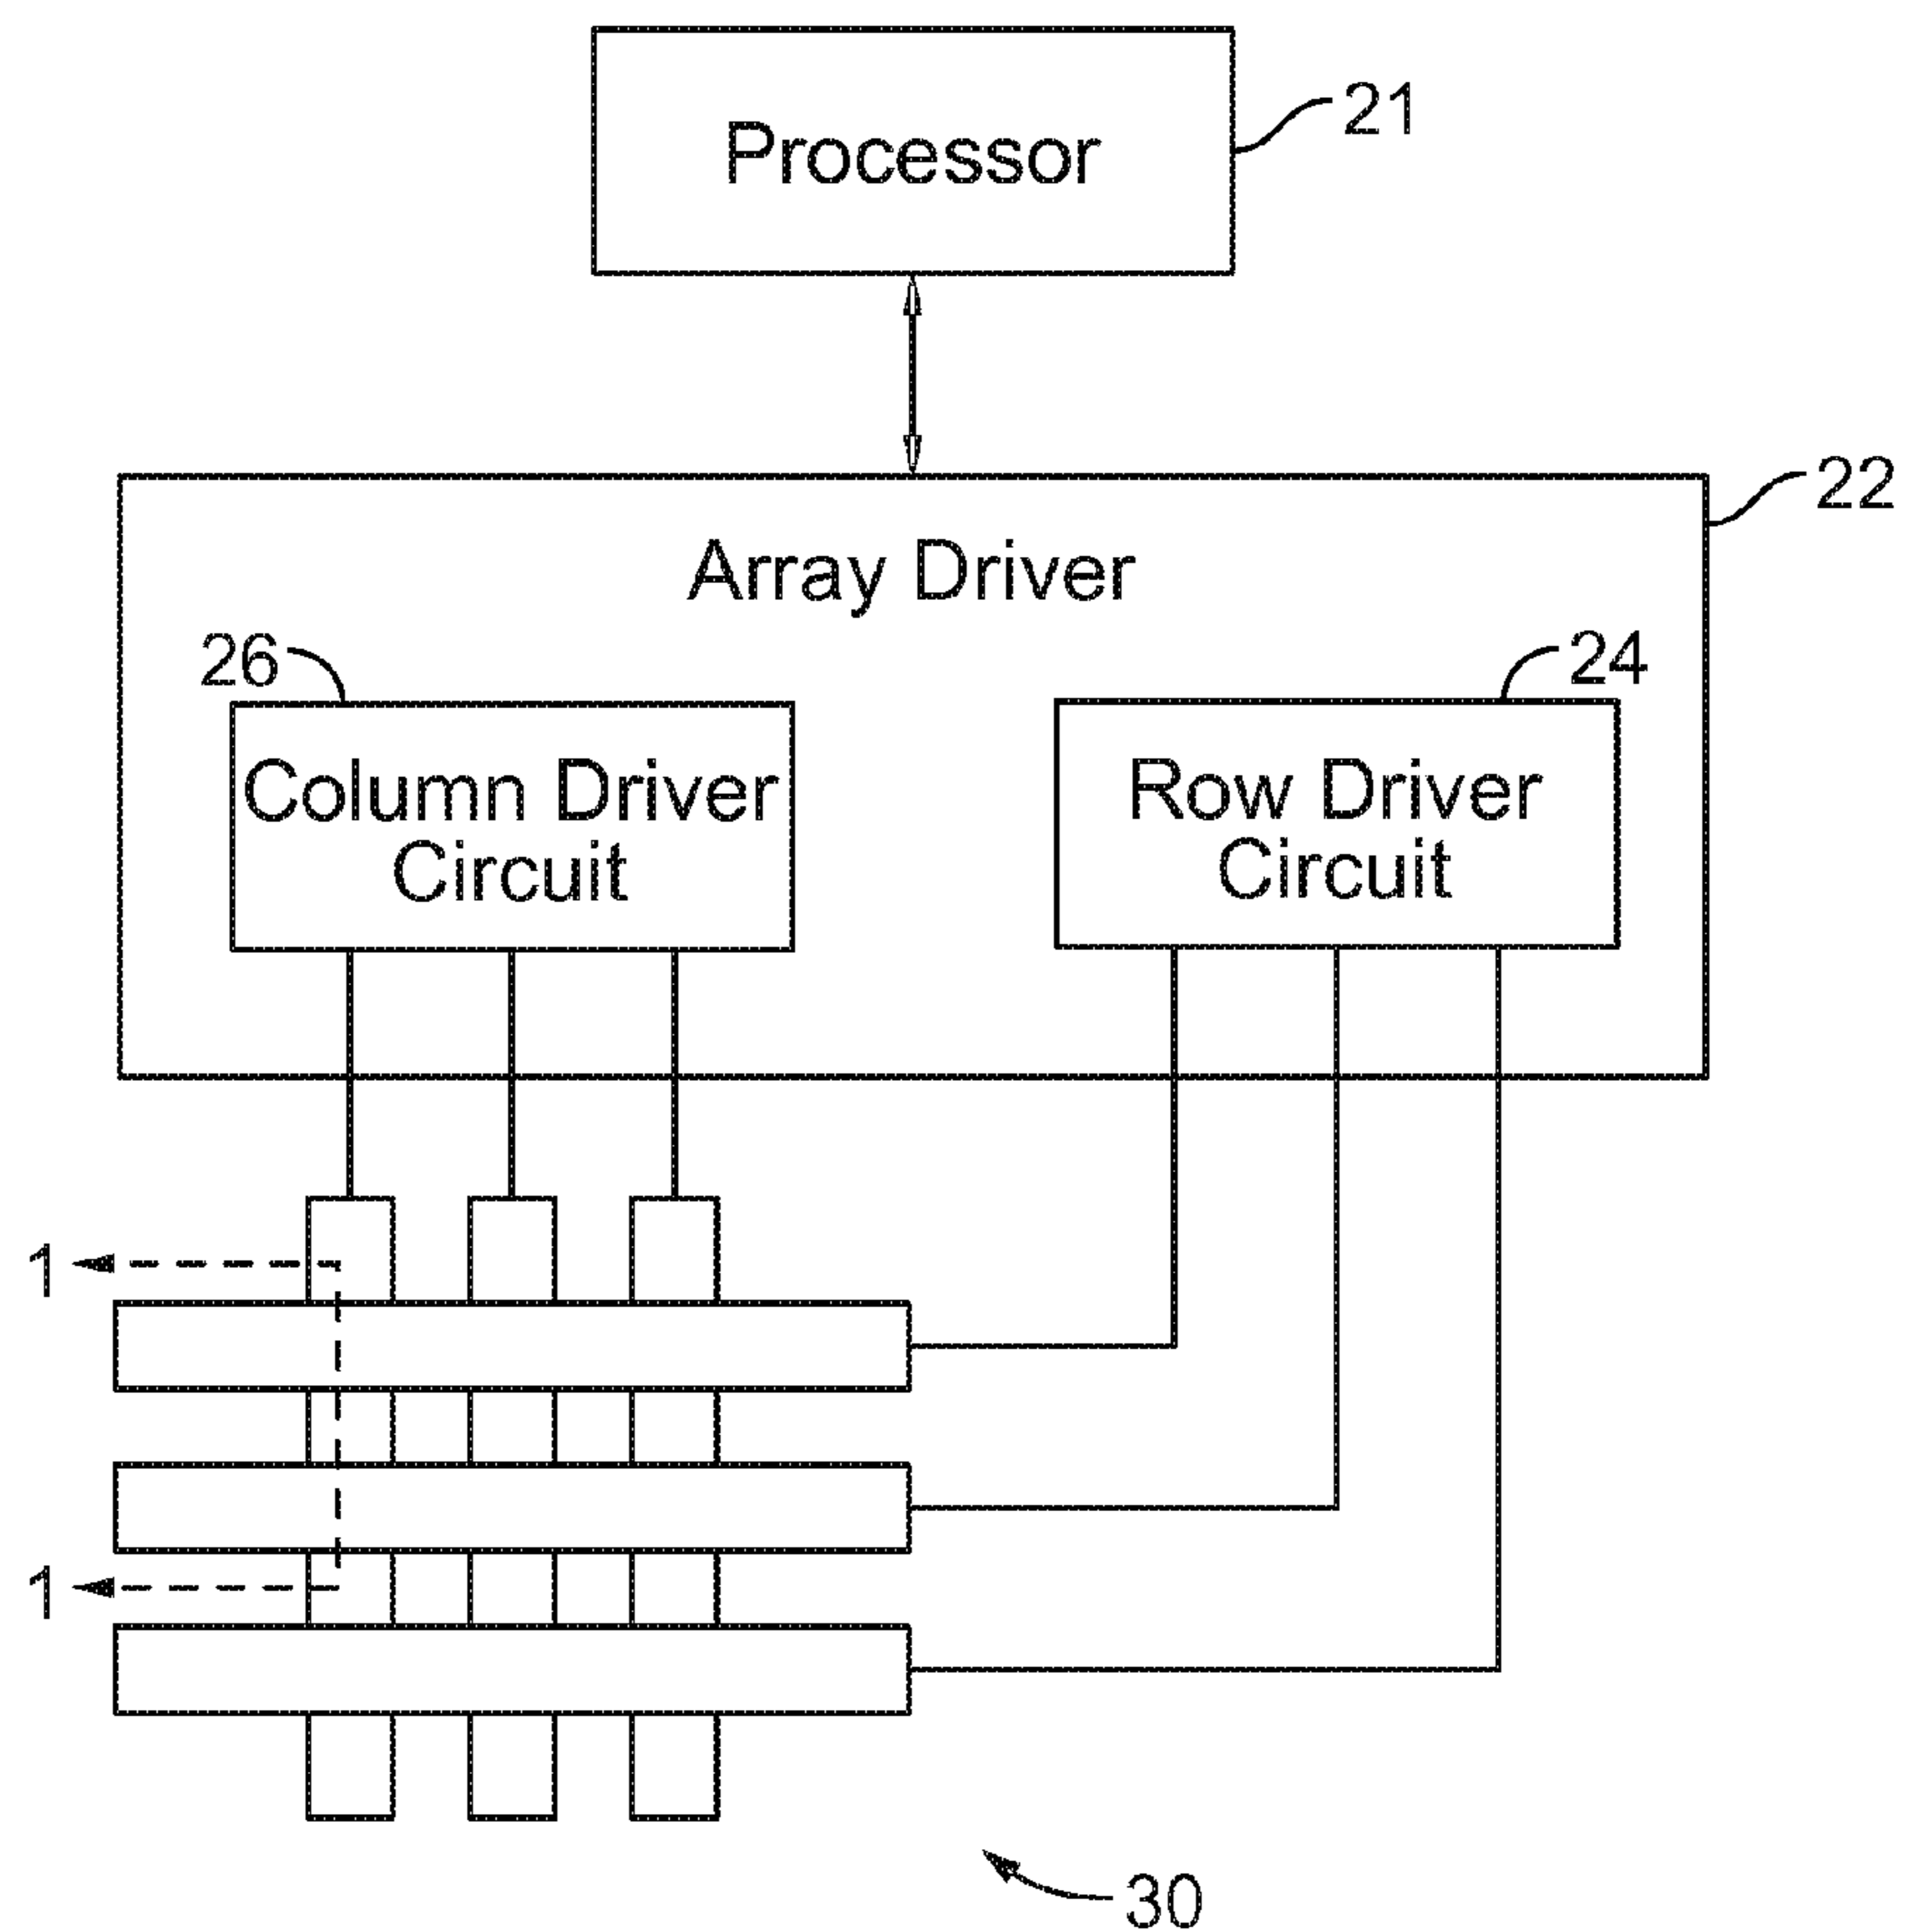 Processor
21
22
Array Driver
26
24
Column Driver
Circuit
Row Driver
Circuit
1
1
30